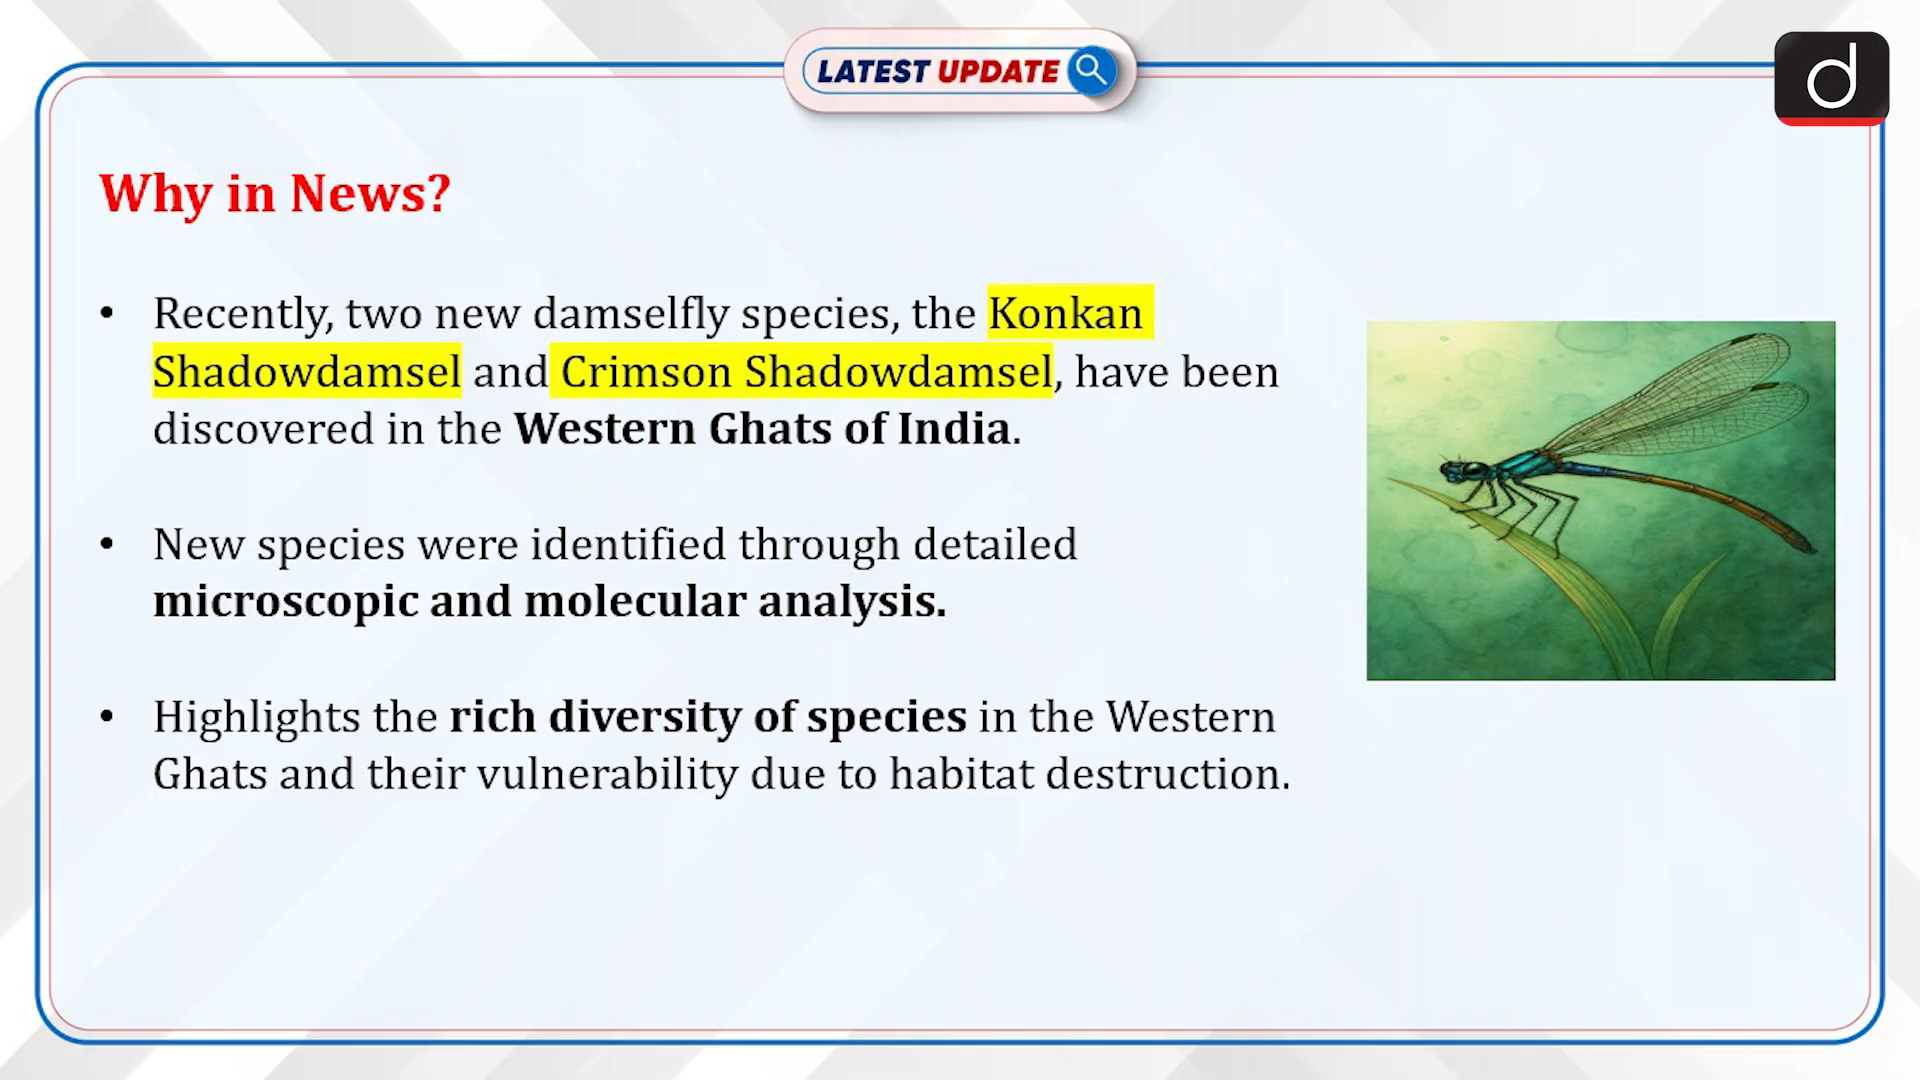 LATEST UPDATE
d
Why in News?
• Recently, two new damselfly species, the Konkan
Shadowdamsel and Crimson Shadowdamsel, have been
discovered in the Western Ghats of India.
• New species were identified through detailed
microscopic and molecular analysis.
• Highlights the rich diversity of species in the Western
Ghats and their vulnerability due to habitat destruction.